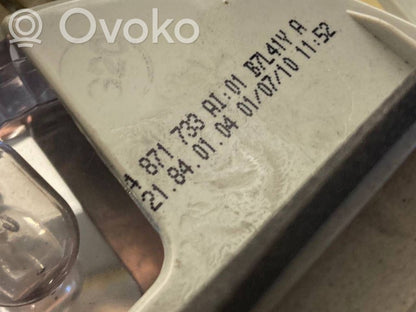 Ovoko
4 871 733 AI:01 B7L41Y A
21.84.01.04 01/07/10 11:52